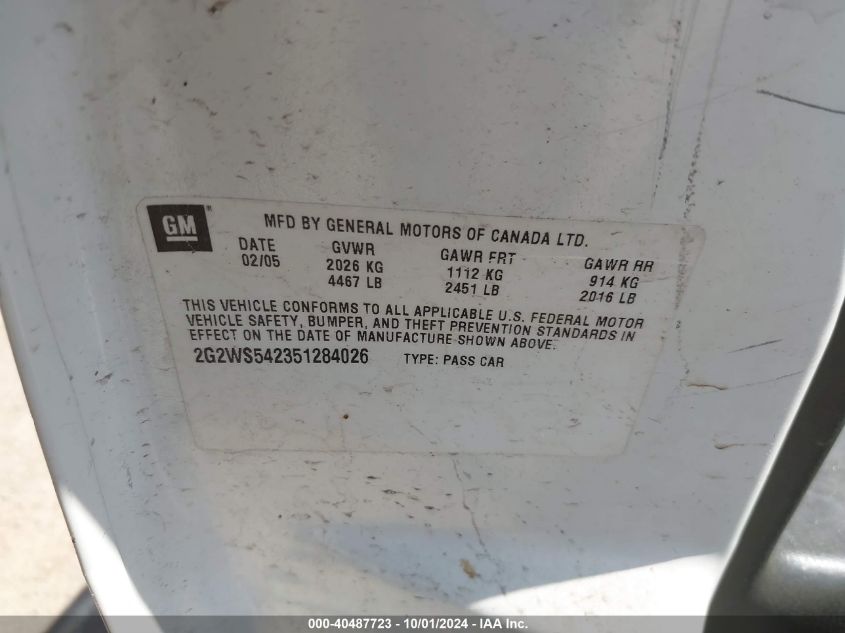 GM
MFD BY GENERAL MOTORS OF CANADA LTD.
DATE GVWR GAWR FRT GAWR RR
02/05 2026 KG 1112 KG 914 KG
4467 LB 2451 LB 2016 LB
THIS VEHICLE CONFORMS TO ALL APPLICABLE U.S. FEDERAL MOTOR
VEHICLE SAFETY, BUMPER, AND THEFT PREVENTION STANDARDS IN
EFFECT ON THE DATE OF MANUFACTURE SHOWN ABOVE.
2G2WS542351284026 TYPE: PASS CAR
000-40487723 - 10/01/2024 - IAA Inc.